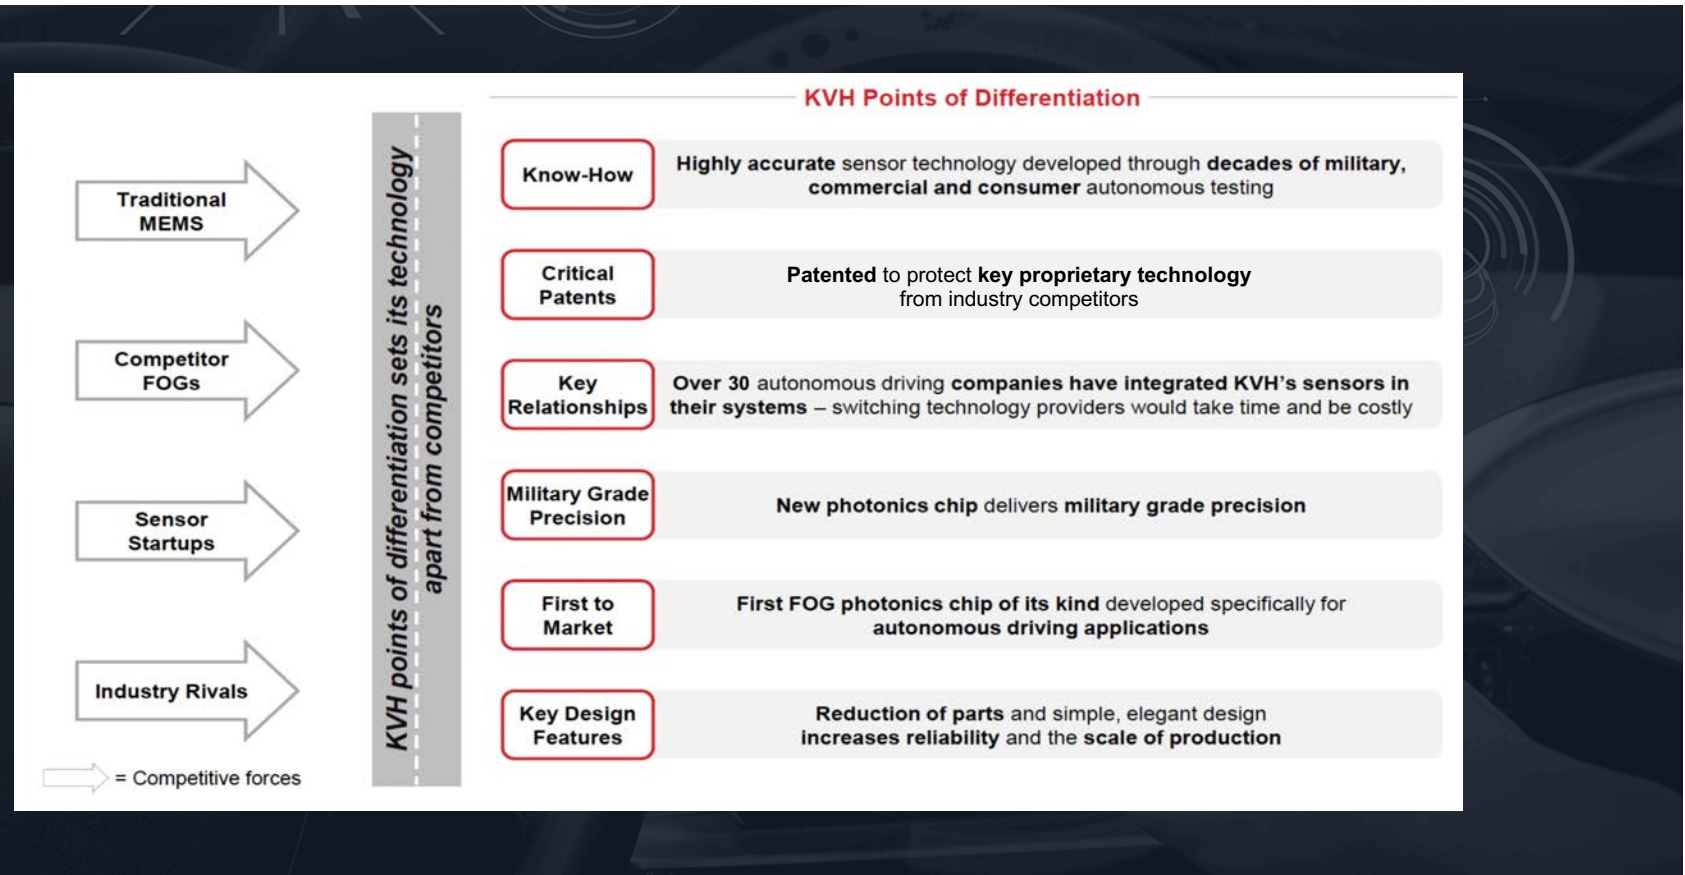 KVH Points of Differentiation
Traditional
MEMS
Competitor
FOGs
Sensor
Startups
Industry Rivals
= Competitive forces
KVH points of differentiation sets its technology
apart from competitors
Know-How
Highly accurate sensor technology developed through decades of military,
commercial and consumer autonomous testing
Critical
Patents
Patented to protect key proprietary technology
from industry competitors
Key
Relationships
Over 30 autonomous driving companies have integrated KVH's sensors in
their systems – switching technology providers would take time and be costly
Military Grade
Precision
New photonics chip delivers military grade precision
First to
Market
First FOG photonics chip of its kind developed specifically for
autonomous driving applications
Key Design
Features
Reduction of parts and simple, elegant design
increases reliability and the scale of production